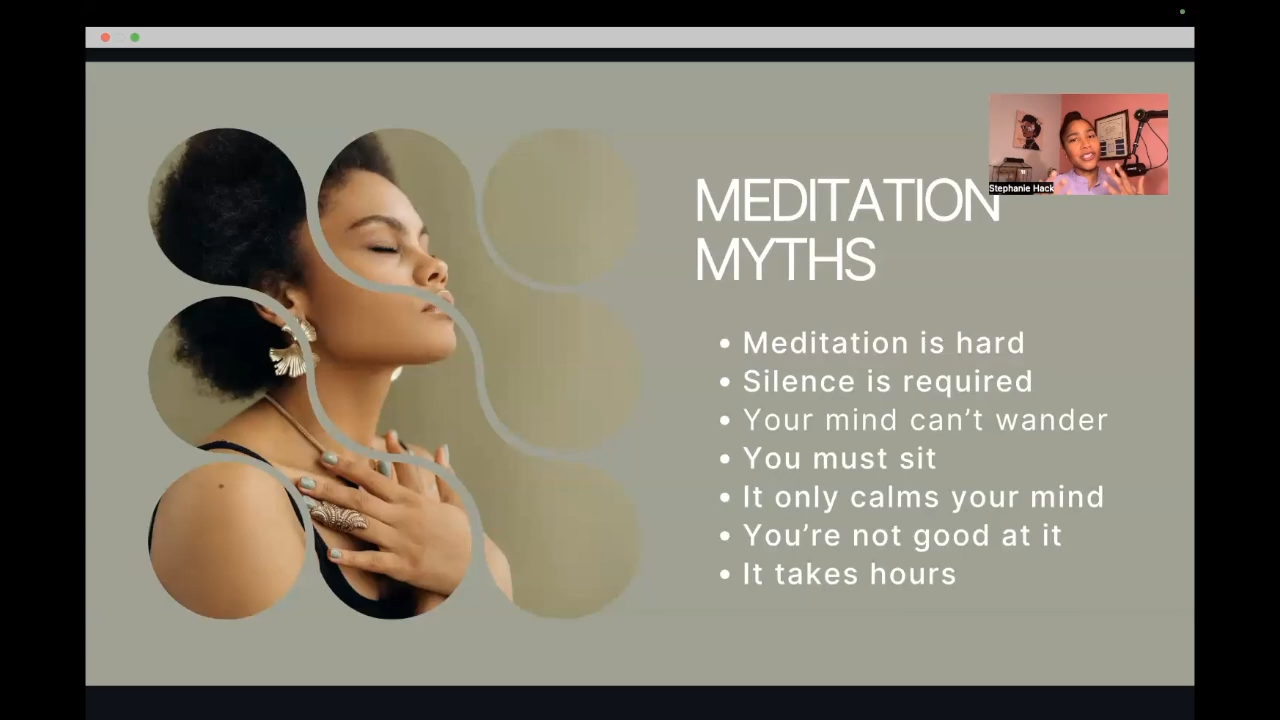 Stephanie Hack
MEDITATION
MYTHS
• Meditation is hard
• Silence is required
• Your mind can’t wander
• You must sit
• It only calms your mind
• You’re not good at it
• It takes hours